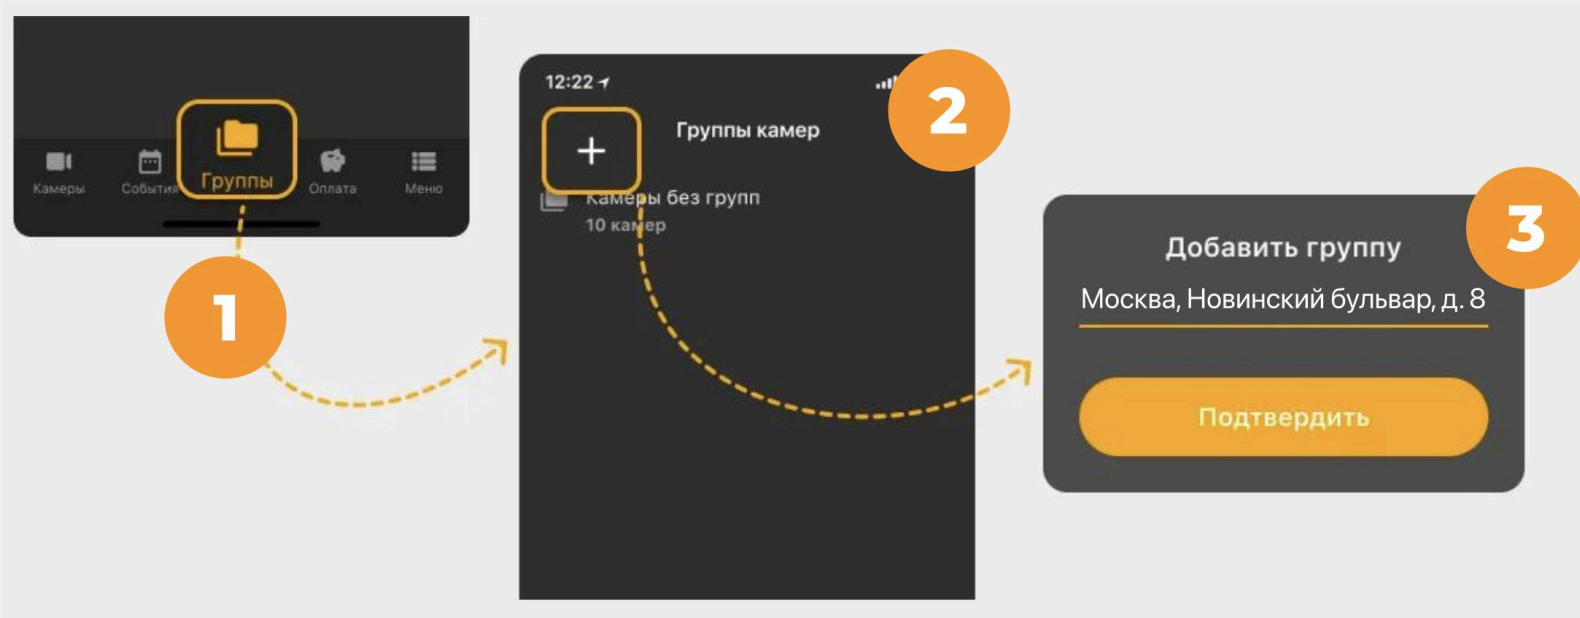 Камеры
События
Группы
Оплата
Меню
1
12:22
2
Группы камер
Камеры без групп
10 камер
3
Добавить группу
Москва, Новинский бульвар, д. 8
Подтвердить